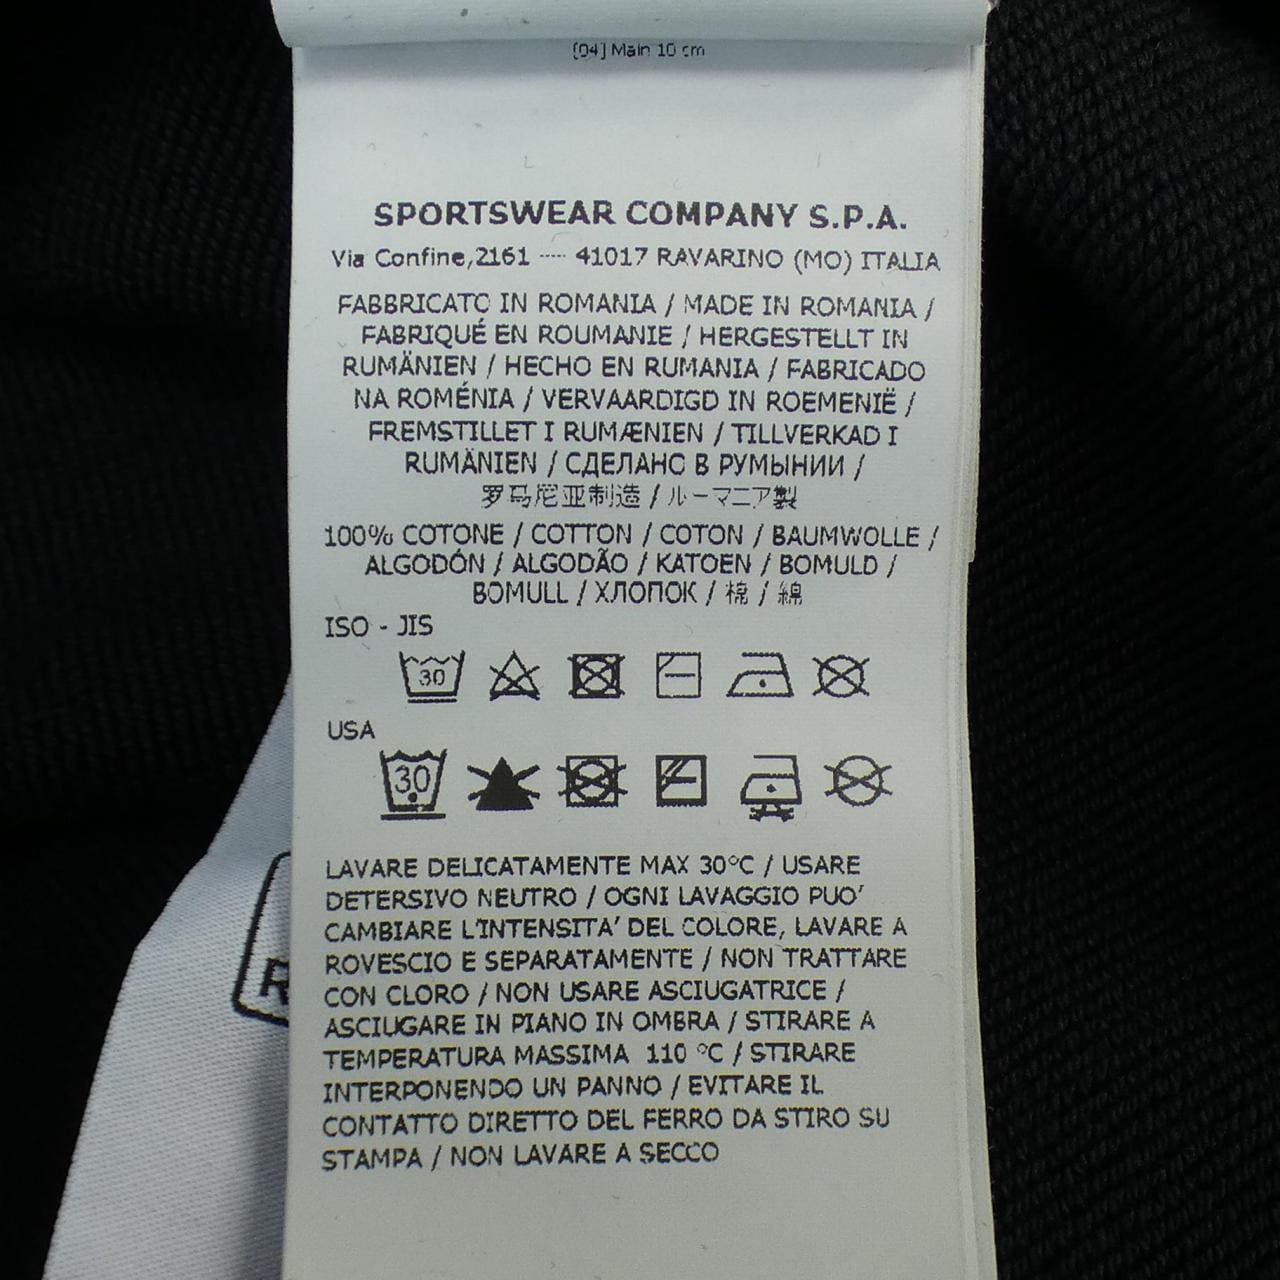 [04] Main 10 cm
SPORTSWEAR COMPANY S.P.A.
Via Confine,2161 ---- 41017 RAVARINO (MO) ITALIA
FABBRICATO IN ROMANIA / MADE IN ROMANIA /
FABRIQUÉ EN ROUMANIE / HERGESTELLT IN
RUMÄNIEN / HECHO EN RUMANIA / FABRICADO
NA ROMÉNIA / VERVAARDIGD IN ROEMENIË /
FREMSTILLET I RUMÆNIEN / TILLVERKAD I
RUMÄNIEN / СДЕЛАНО В РУМЫНИИ /
罗马尼亚制造 / ルーマニア製
100% COTONE / COTTON / COTON / BAUMWOLLE /
ALGODÓN / ALGODÃO / KATOEN / BOMULD /
BOMULL / ХЛОПОК / 棉 / 綿
ISO - JIS
30
USA
30
LAVARE DELICATAMENTE MAX 30°C / USARE
DETERSIVO NEUTRO / OGNI LAVAGGIO PUO'
CAMBIARE L'INTENSITA' DEL COLORE, LAVARE A
ROVESCIO E SEPARATAMENTE / NON TRATTARE
CON CLORO / NON USARE ASCIUGATRICE /
ASCIUGARE IN PIANO IN OMBRA / STIRARE A
TEMPERATURA MASSIMA 110 °C / STIRARE
INTERPONENDO UN PANNO / EVITARE IL
CONTATTO DIRETTO DEL FERRO DA STIRO SU
STAMPA / NON LAVARE A SECCO
R